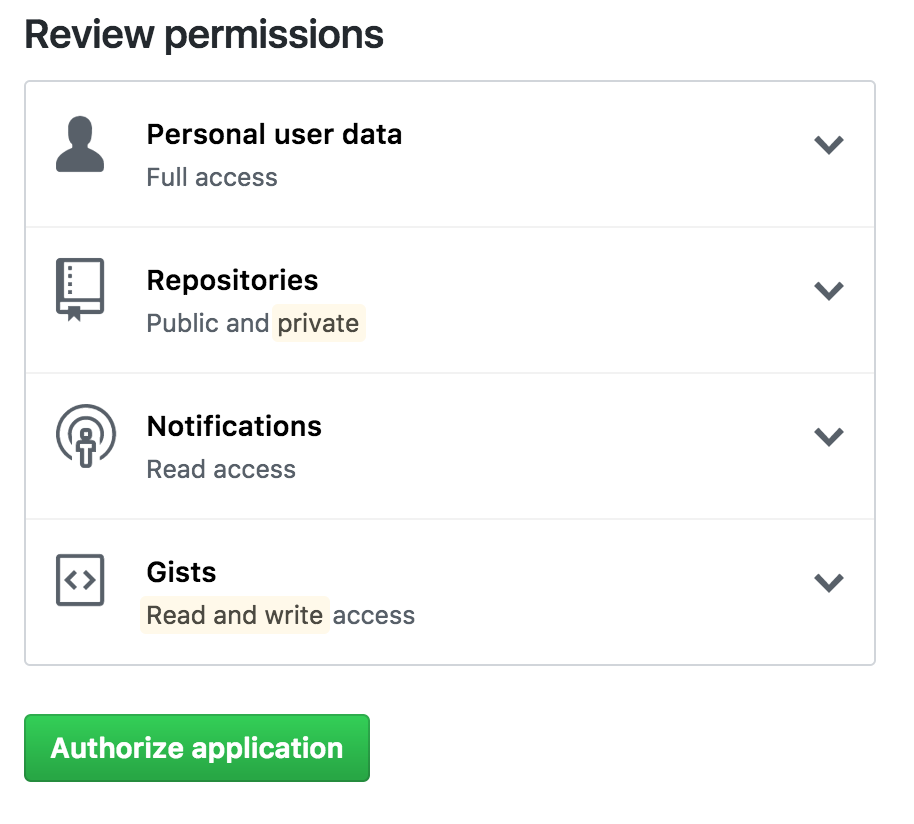 Review permissions
Personal user data
Full access
Repositories
Public and private
Notifications
Read access
Gists
Read and write access
Authorize application